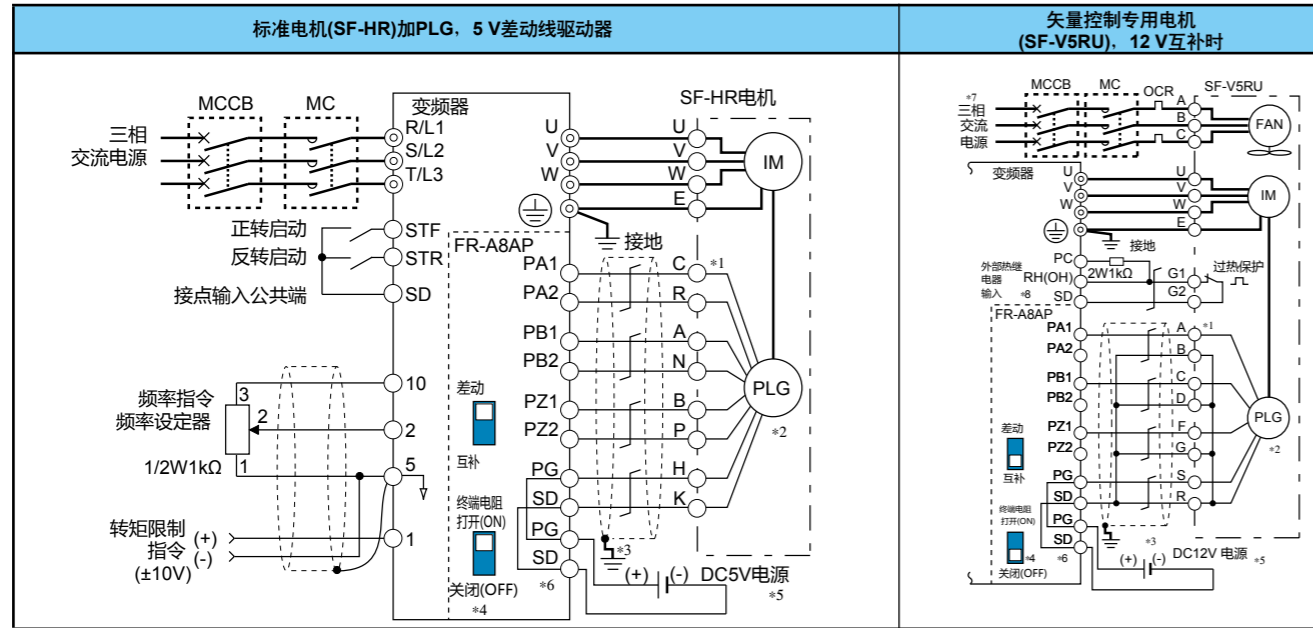 标准电机(SF-HR)加PLG，5 V差动线驱动器
MCCB
MC
三相
交流电源
变频器
R/L1
S/L2
T/L3
正转启动
反转启动
接点输入公共端
STF
STR
SD
频率指令
频率设定器
1/2W1kΩ
3
2
1
10
2
5
1
转矩限制
指令
(±10V)
(+)
(-)
FR-A8AP
差动
互补
终端电阻
打开(ON)
关闭(OFF)
*4
U
V
W
PA1
PA2
PB1
PB2
PZ1
PZ2
PG
SD
PG
SD
*6
SF-HR电机
U
V
W
E
IM
接地
C
*1
R
A
N
B
P
H
K
PLG
*2
*3
(+)
(-)
DC5V电源
*5
矢量控制专用电机
(SF-V5RU)，12 V互补时
MCCB
MC
OCR
SF-V5RU
*7
三相
交流
电源
A
B
C
FAN
变频器
U
V
W
U
V
W
E
IM
接地
外部热继
电器
输入
*8
PC
RH(OH)
SD
2W1kΩ
G1
G2
过热保护
FR-A8AP
PA1
PA2
PB1
PB2
PZ1
PZ2
PG
SD
PG
SD
差动
互补
终端电阻
打开(ON)
*4
关闭(OFF)
*6
A
*1
B
C
D
F
G
S
R
PLG
*2
*3
(+)
(-)
DC12V 电源
*5